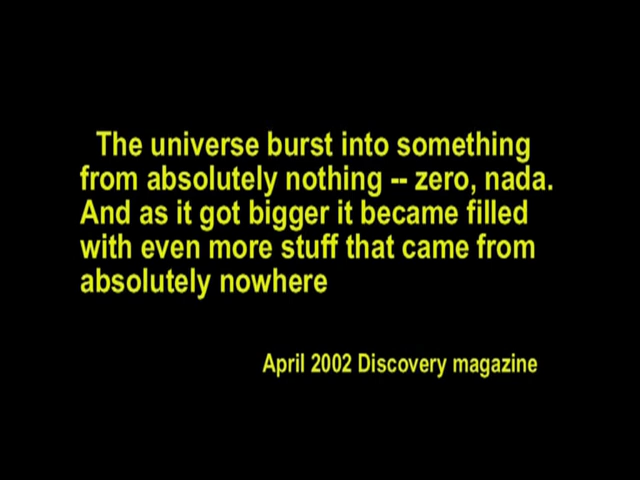 The universe burst into something
from absolutely nothing -- zero, nada.
And as it got bigger it became filled
with even more stuff that came from
absolutely nowhere
April 2002 Discovery magazine